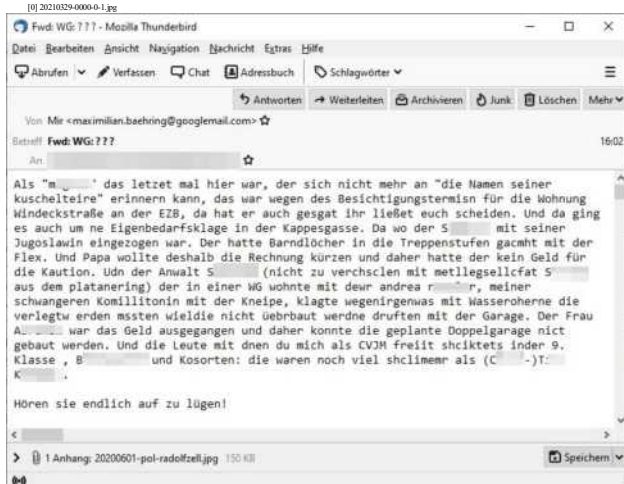 [0] 20210329-0000-0-1.jpg
Fwd: WG: ? ? ? - Mozilla Thunderbird
Datei Bearbeiten Ansicht Navigation Nachricht Extras Hilfe
Abrufen Verfassen Chat Adressbuch Schlagwörter
Antworten Weiterleiten Archivieren Junk Löschen Mehr
Von Mir <maximilian.baehring@googlemail.com>
Betreff Fwd: WG: ? ? ? 16:02
An
Als "m das letzet mal hier war, der sich nicht mehr an "die Namen seiner
kuschelteire" erinnern kann, das war wegen des Besichtigungstermisn für die Wohnung
Windeckstraße an der EZB, da hat er auch gesgat ihr ließet euch scheiden. Und da ging
es auch um ne Eigenbedarfsklage in der Kappesgasse. Da wo der S mit seiner
Jugoslawin eingezogen war. Der hatte Barndlöcher in die Treppenstufen gacmht mit der
Flex. Und Papa wollte deshalb die Rechnung kürzen und daher hatte der kein Geld für
die Kaution. Udn der Anwalt S (nicht zu verchsclen mit metllegsellcfat S
aus dem platanering) der in einer WG wohnte mit dewr andrea r r, meiner
schwangeren Komillitonin mit der Kneipe, klagte wegenirgenwas mit Wasseroherne die
verlegtw erden mssten wieldie nicht üebrbaut werdne druften mit der Garage. Der Frau
A war das Geld ausgegangen und daher konnte die geplante Doppelgarage nict
gebaut werden. Und die Leute mit dnen du mich als CVJM freiit shciktets inder 9.
Klasse , B und Kosorten: die waren noch viel shclimemr als (C -)T
K .
Hören sie endlich auf zu lügen!
1 Anhang: 20200601-pol-radolfzell.jpg 150 KB Speichern